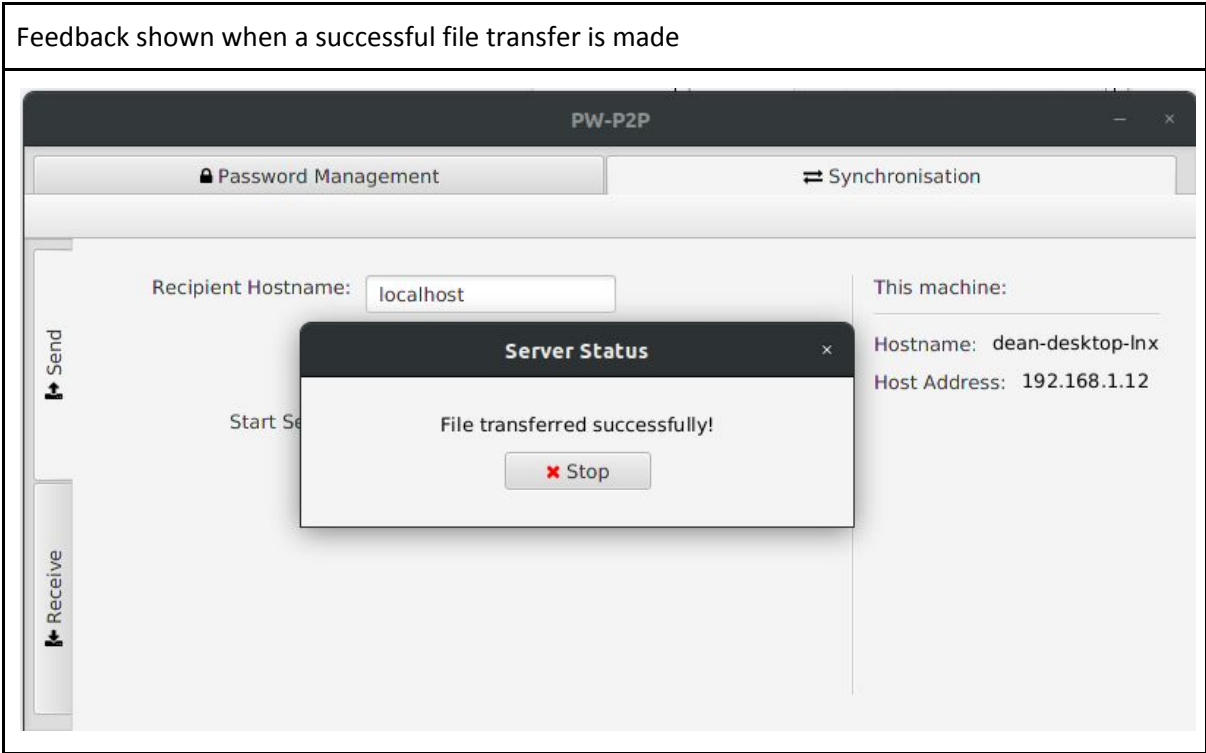 Feedback shown when a successful file transfer is made
PW-P2P
Password Management
Synchronisation
Send
Receive
Recipient Hostname: localhost
Start
Server Status
File transferred successfully!
Stop
This machine:
Hostname: dean-desktop-lnx
Host Address: 192.168.1.12